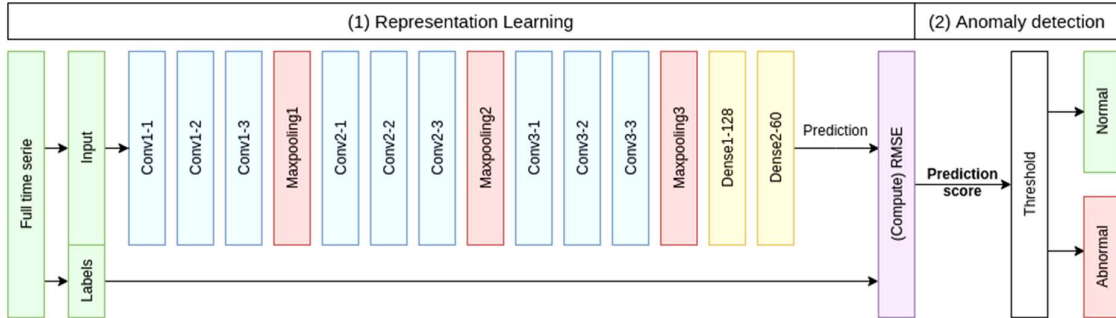 (1) Representation Learning
(2) Anomaly detection
Full time serie
Input
Labels
Conv1-1
Conv1-2
Conv1-3
Maxpooling1
Conv2-1
Conv2-2
Conv2-3
Maxpooling2
Conv3-1
Conv3-2
Conv3-3
Maxpooling3
Dense1-128
Dense2-60
Prediction
(Compute) RMSE
Prediction
score
Threshold
Normal
Abnormal